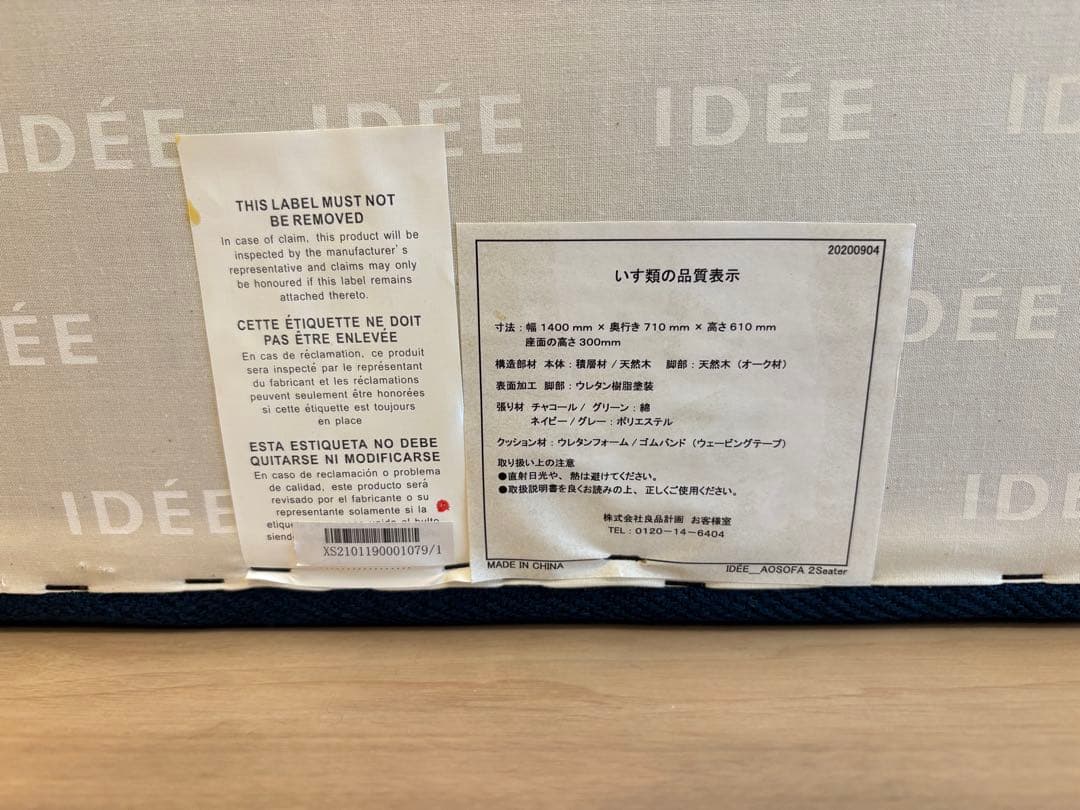 IDÉE
IDÉE
IDÉE
IDÉE
IDÉE
IDÉE
IDÉE
IDÉE
THIS LABEL MUST NOT
BE REMOVED
In case of claim, this product will be
inspected by the manufacturer's
representative and claims may only
be honoured if this label remains
attached thereto.
CETTE ÉTIQUETTE NE DOIT
PAS ÊTRE ENLEVÉE
En cas de réclamation, ce produit
sera inspecté par le représentant
du fabricant et les réclamations
peuvent seulement être honorées
si cette étiquette est toujours
en place
ESTA ESTIQUETA NO DEBE
QUITARSE NI MODIFICARSE
En caso de reclamación o problema
de calidad, este producto será
revisado por el fabricante o su
representante solamente si la
XS2101190001079/1
20200904
いす類の品質表示
寸法：幅 1400 mm × 奥行き 710 mm × 高さ 610 mm
座面の高さ 300mm
構造部材 本体：積層材 / 天然木 脚部：天然木（オーク材）
表面加工 脚部：ウレタン樹脂塗装
張り材 チャコール / グリーン：綿
ネイビー / グレー：ポリエステル
クッション材：ウレタンフォーム / ゴムバンド（ウェービングテープ）
取り扱い上の注意
●直射日光や、熱は避けてください。
●取扱説明書を良くお読みの上、正しくご使用ください。
株式会社良品計画 お客様室
TEL：0120－14－6404
MADE IN CHINA
IDÉE__AOSOFA 2Seater